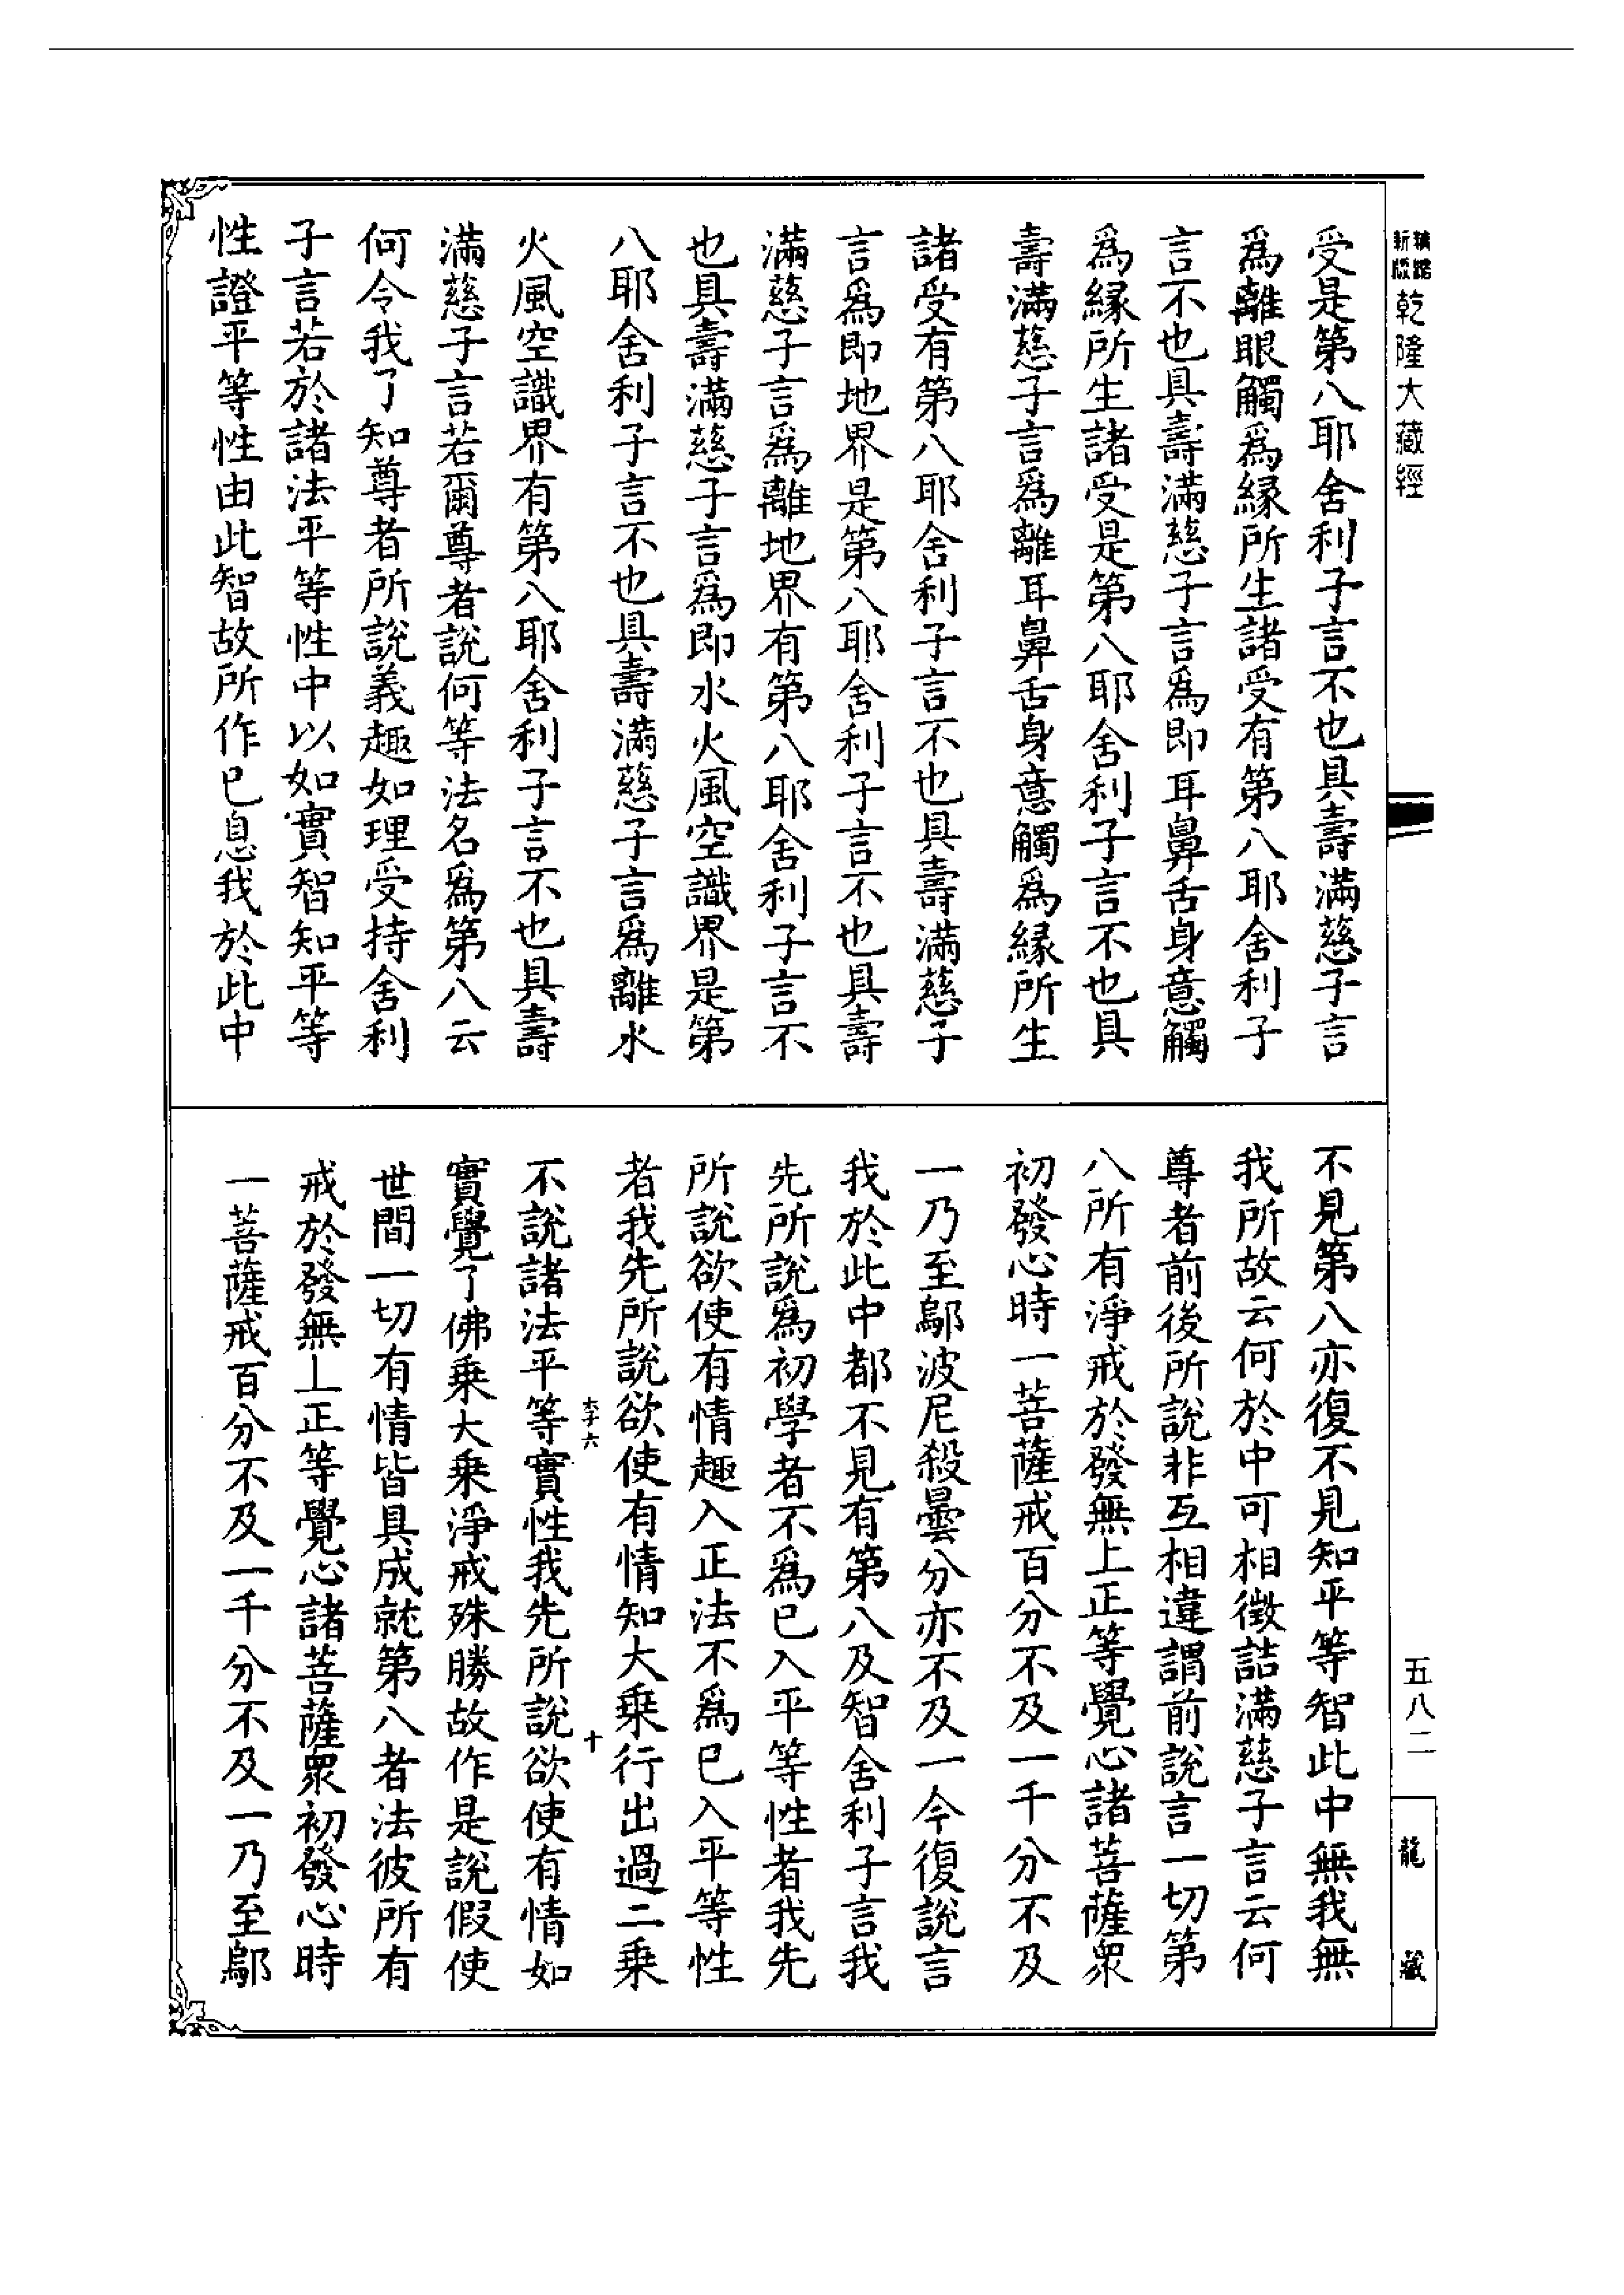 乾隆大藏經
受是第八耶舍利子言不也具壽滿慈子言
爲離眼觸爲緣所生諸受有第八耶舍利子
言不也具壽滿慈子言爲即耳鼻舌身意觸
爲緣所生諸受是第八耶舍利子言不也具
壽滿慈子言爲離耳鼻舌身意觸爲緣所生
諸受有第八耶舍利子言不也具壽滿慈子
言爲即地界是第八耶舍利子言不也具壽
滿慈子言爲離地界有第八耶舍利子言不
也具壽滿慈子言爲即水火風空識界是第
八耶舍利子言不也具壽滿慈子言爲離水
火風空識界有第八耶舍利子言不也具壽
滿慈子言若爾尊者說何等法名爲第八云
何令我了知尊者所說義趣如理受持舍利
子言若於諸法平等性中以如實智知平等
性證平等性由此智故所作已息我於此中
不見第八亦復不見知平等智此中無我無
我所故云何於中可相徵詰滿慈子言云何
尊者前後所說非互相違謂前說言一切第
八所有淨戒於發無上正等覺心諸菩薩衆
初發心時一菩薩戒百分不及一千分不及
一乃至鄔波尼殺曇分亦不及一今復說言
我於此中都不見有第八及智舍利子言我
先所說爲初學者不爲已入平等性者我先
所說欲使有情趣入正法不爲已入平等性
者我先所說欲使有情知大乘行出過二乘
不說諸法平等實性我先所說欲使有情如
實覺了佛乘大乘淨戒殊勝故作是說假使
世間一切有情皆具成就第八者法彼所有
戒於發無上正等覺心諸菩薩衆初發心時
一菩薩戒百分不及一千分不及一乃至鄔
十
五八二
龍
藏